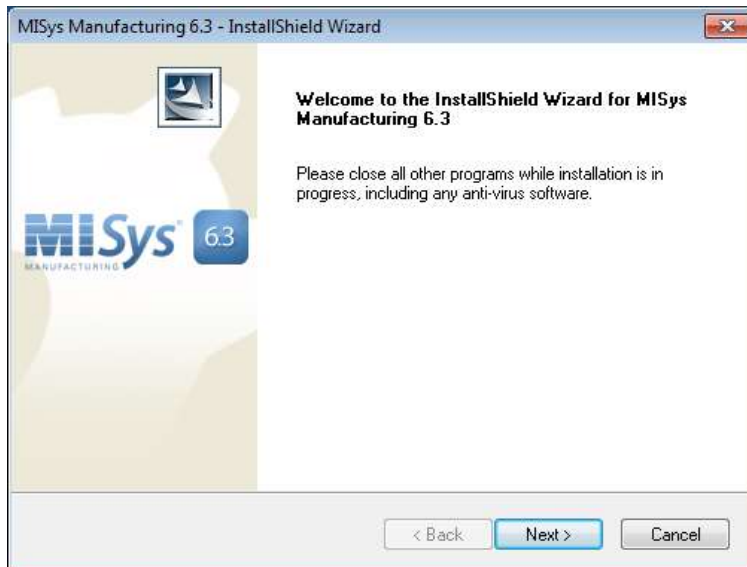 MISys Manufacturing 6.3 - InstallShield Wizard
Welcome to the InstallShield Wizard for MISys
Manufacturing 6.3
Please close all other programs while installation is in
progress, including any anti-virus software.
MISys 6.3
MANUFACTURING
< Back Next > Cancel